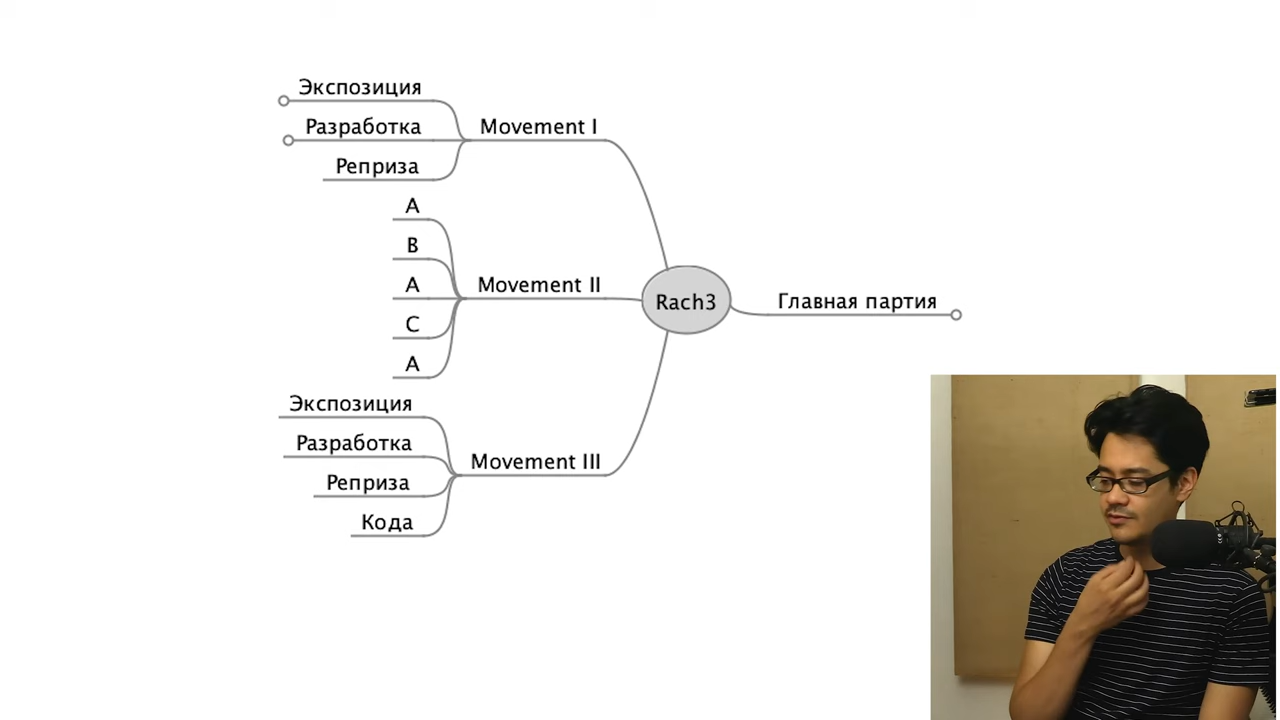 Экспозиция
Разработка
Реприза
Movement I
A
B
A
C
A
Movement II
Экспозиция
Разработка
Реприза
Кода
Movement III
Rach3
Главная партия